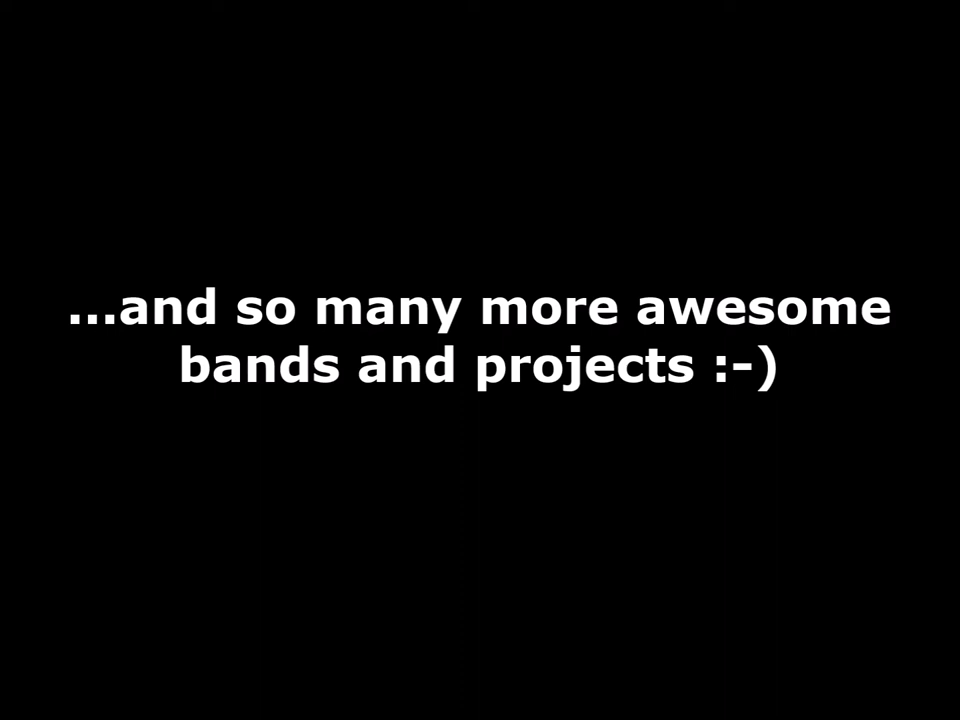 ...and so many more awesome
bands and projects :-)